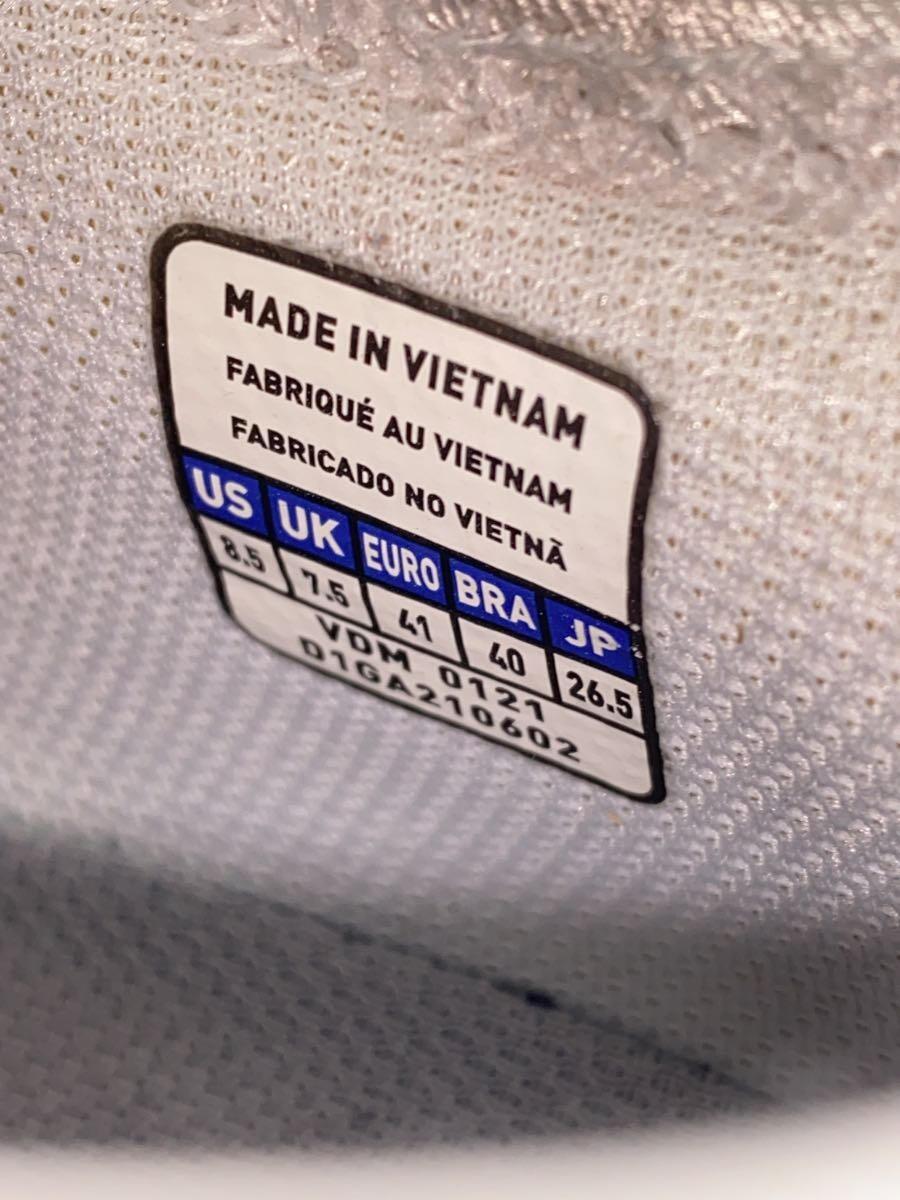 MADE IN VIETNAM
FABRIQUÉ AU VIETNAM
FABRICADO NO VIETNÃ
US UK EURO BRA JP
8.5 7.5 41 40 26.5
VDM 0121
D1GA210602